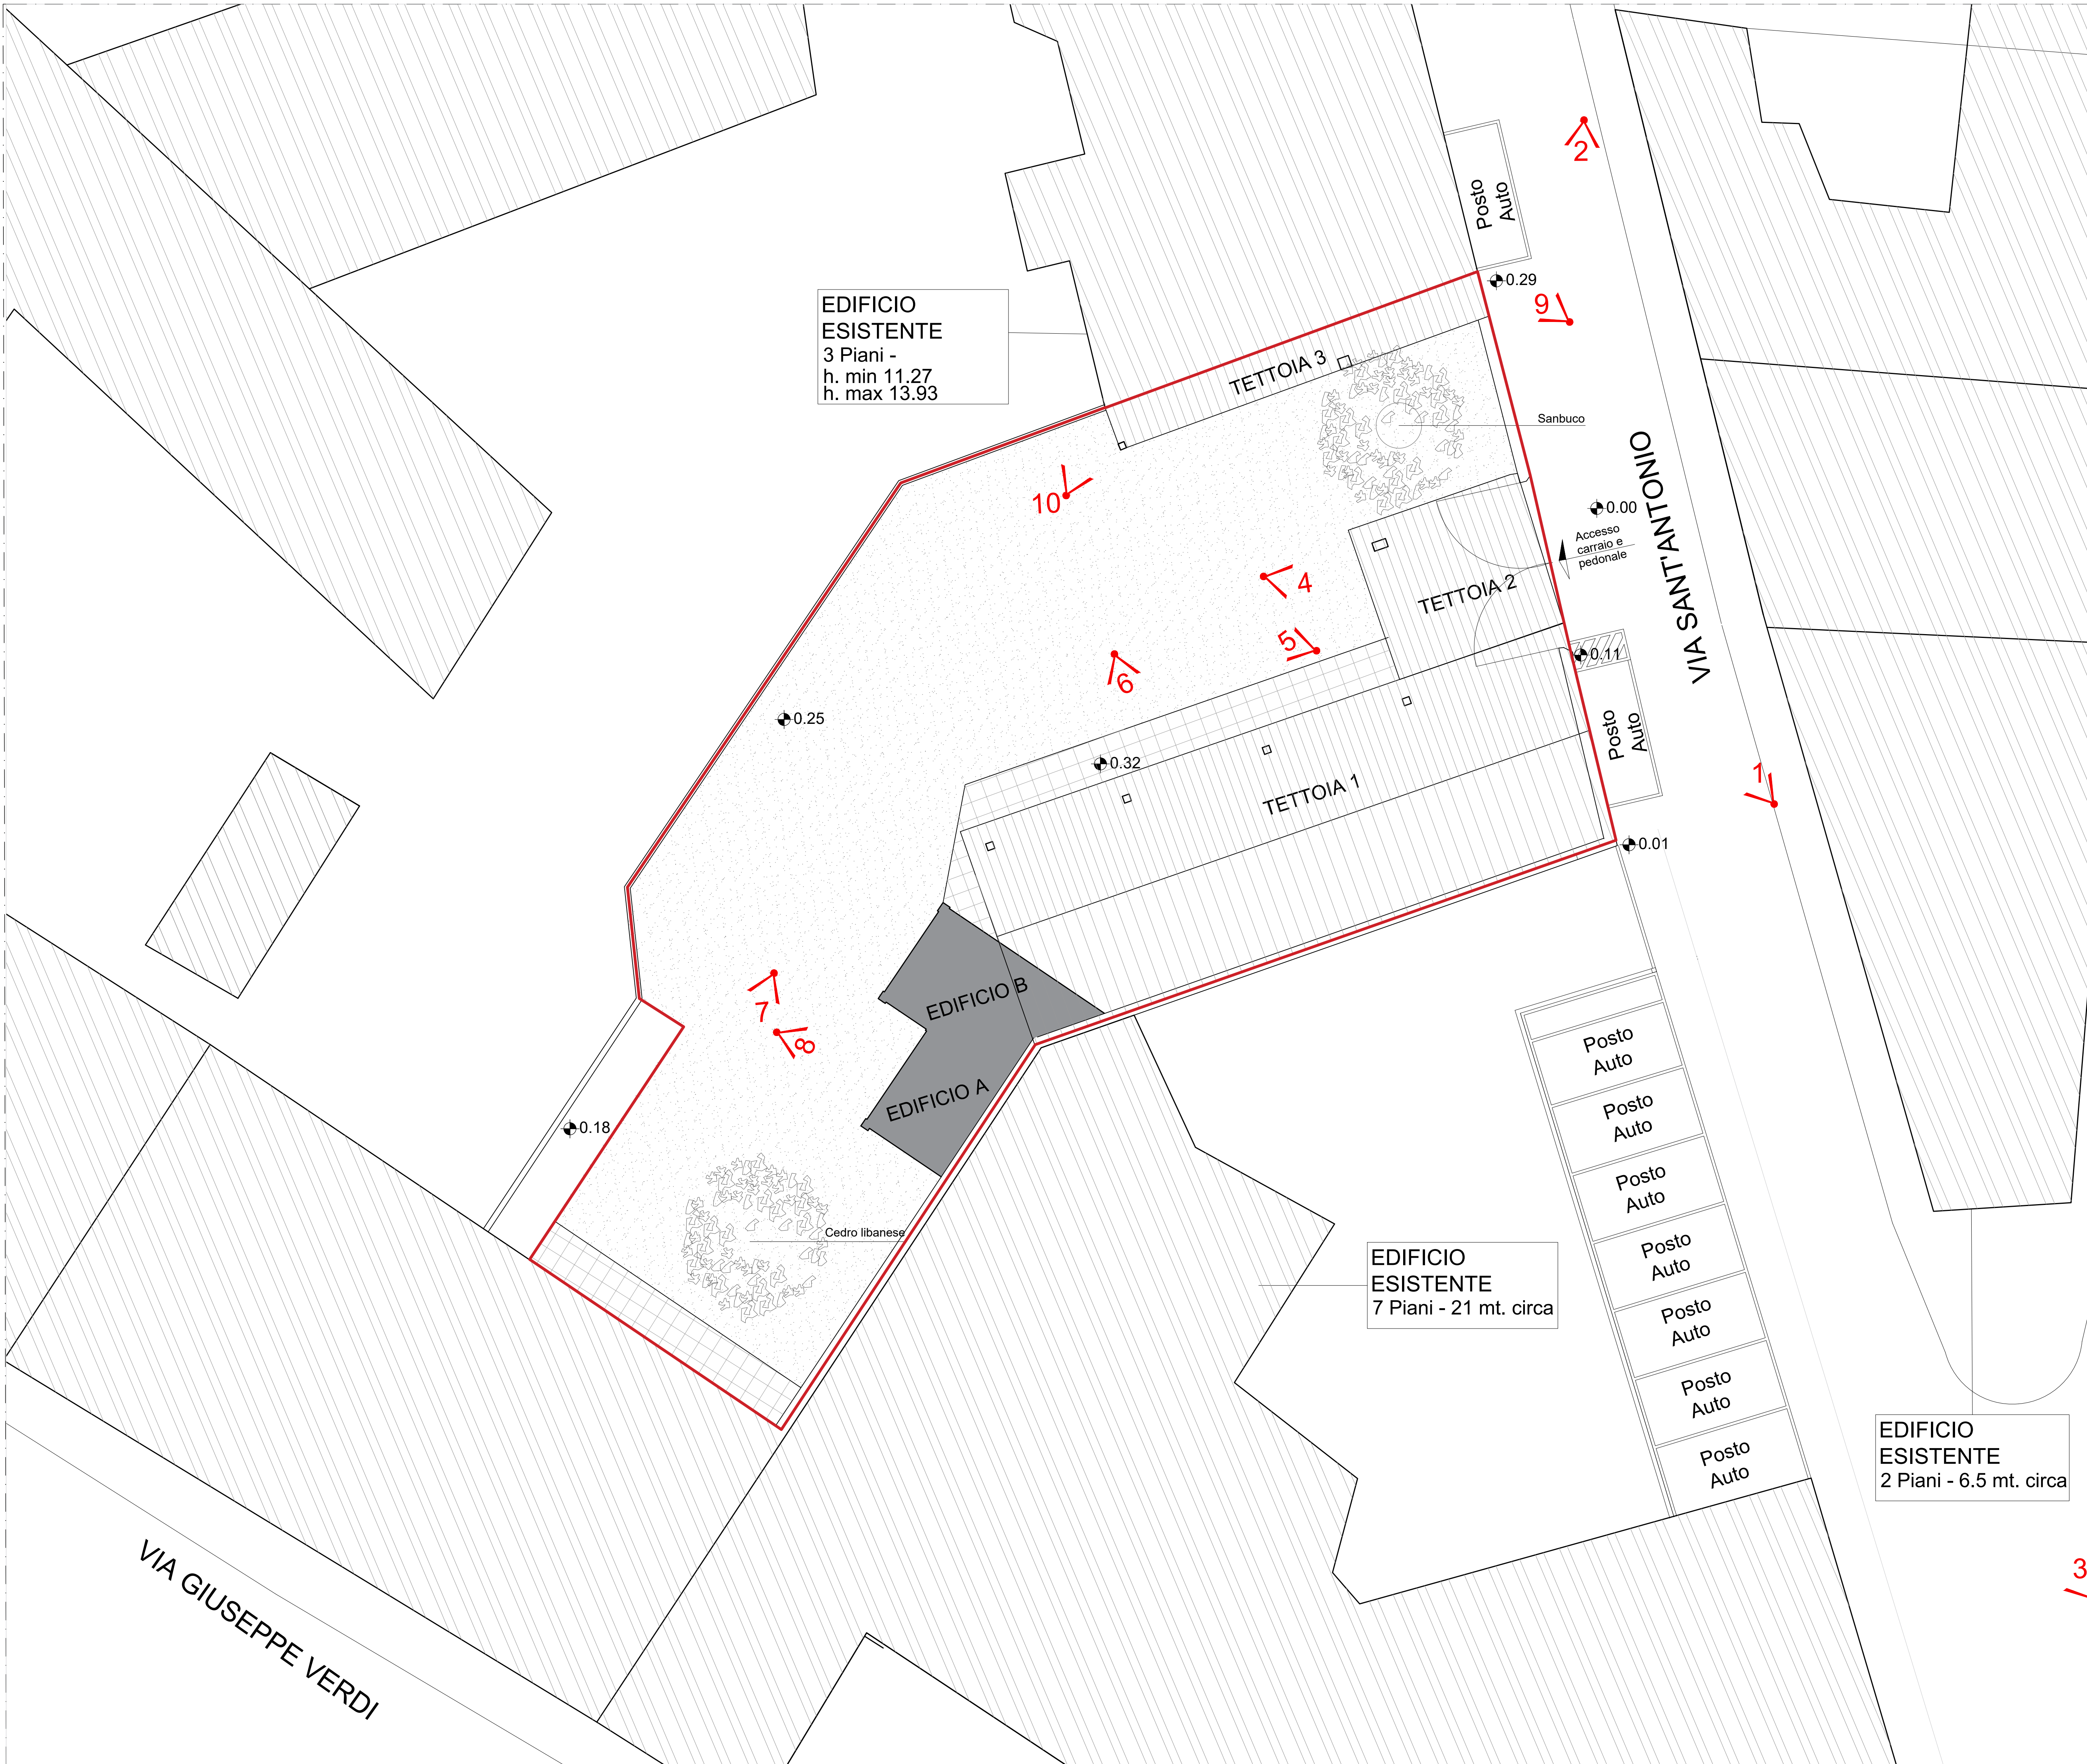 2
Posto
Auto
0.29
9
EDIFICIO
ESISTENTE
3 Piani -
h. min 11.27
h. max 13.93
TETTOIA 3
Sanbuco
VIA SANT'ANTONIO
10
0.00
Accesso
carraio e
pedonale
4
TETTOIA 2
5
0.11
6
0.25
Posto
Auto
0.32
1
TETTOIA 1
0.01
EDIFICIO B
7
8
Posto
Auto
EDIFICIO A
Posto
Auto
0.18
Posto
Auto
Cedro libanese
Posto
Auto
EDIFICIO
ESISTENTE
7 Piani - 21 mt. circa
Posto
Auto
Posto
Auto
EDIFICIO
ESISTENTE
2 Piani - 6.5 mt. circa
Posto
Auto
VIA GIUSEPPE VERDI
3